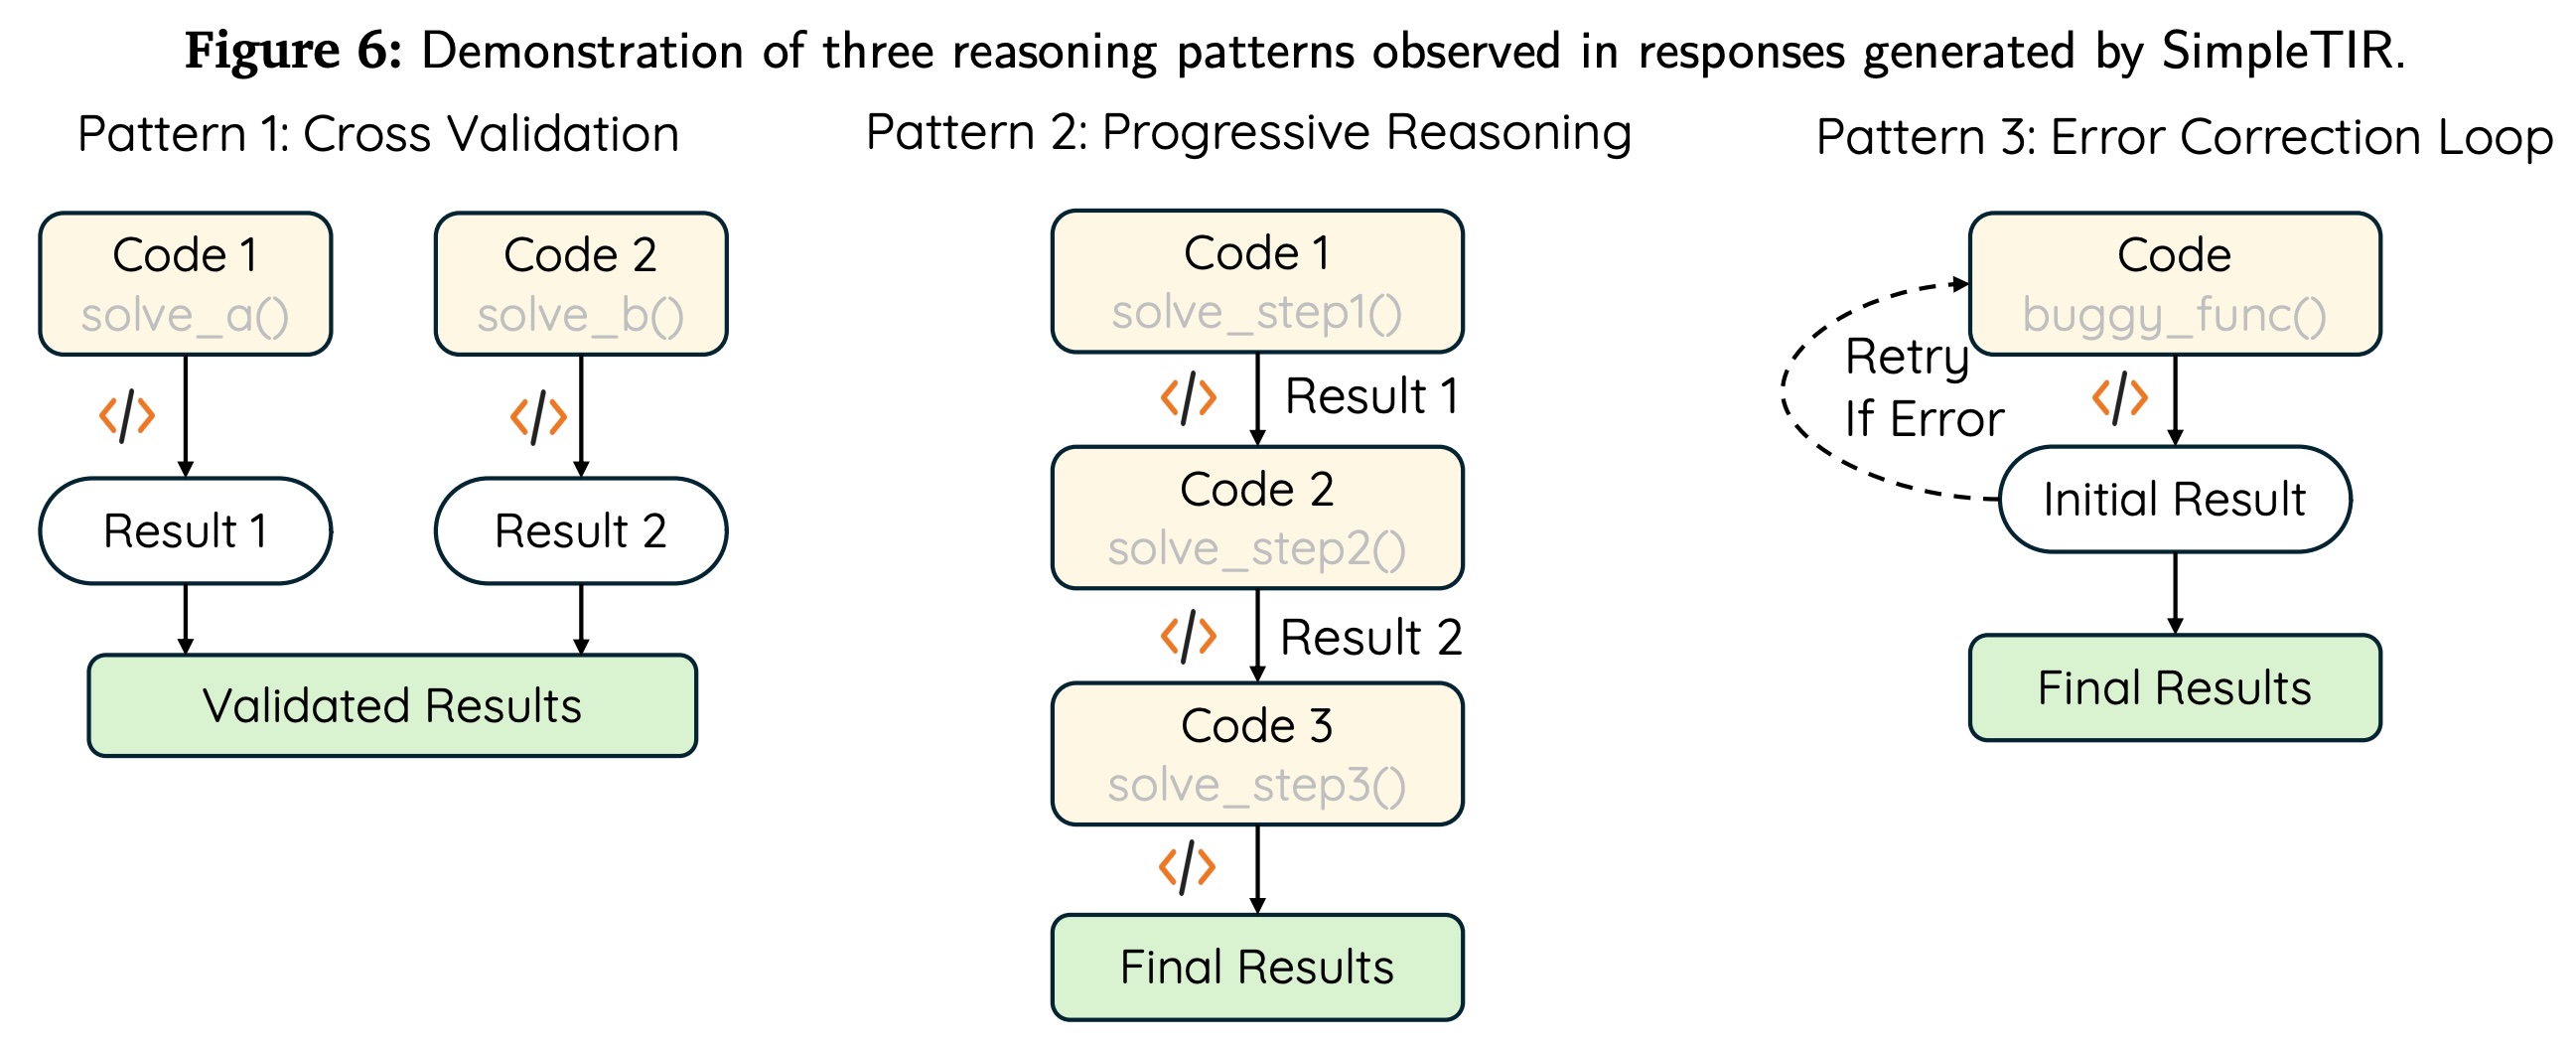 Figure 6: Demonstration of three reasoning patterns observed in responses generated by SimpleTIR.
Pattern 1: Cross Validation
Code 1
solve_a()
Code 2
solve_b()
</>
</>
Result 1
Result 2
Validated Results
Pattern 2: Progressive Reasoning
Code 1
solve_step1()
</>
Result 1
Code 2
solve_step2()
</>
Result 2
Code 3
solve_step3()
</>
Final Results
Pattern 3: Error Correction Loop
Code
buggy_func()
Retry
If Error
</>
Initial Result
Final Results